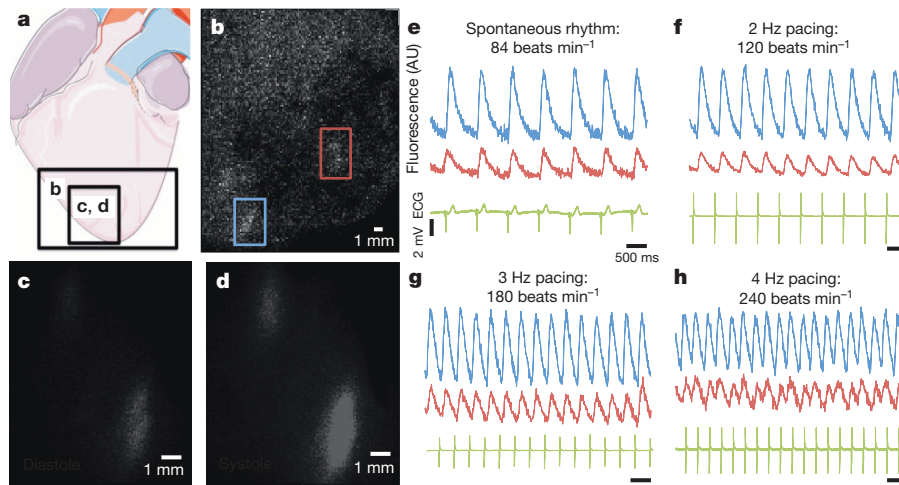 a
b
c, d
b
1 mm
c
Diastole
1 mm
d
Systole
1 mm
e
Spontaneous rhythm:
84 beats min⁻¹
Fluorescence (AU)
ECG
2 mV
500 ms
f
2 Hz pacing:
120 beats min⁻¹
g
3 Hz pacing:
180 beats min⁻¹
h
4 Hz pacing:
240 beats min⁻¹